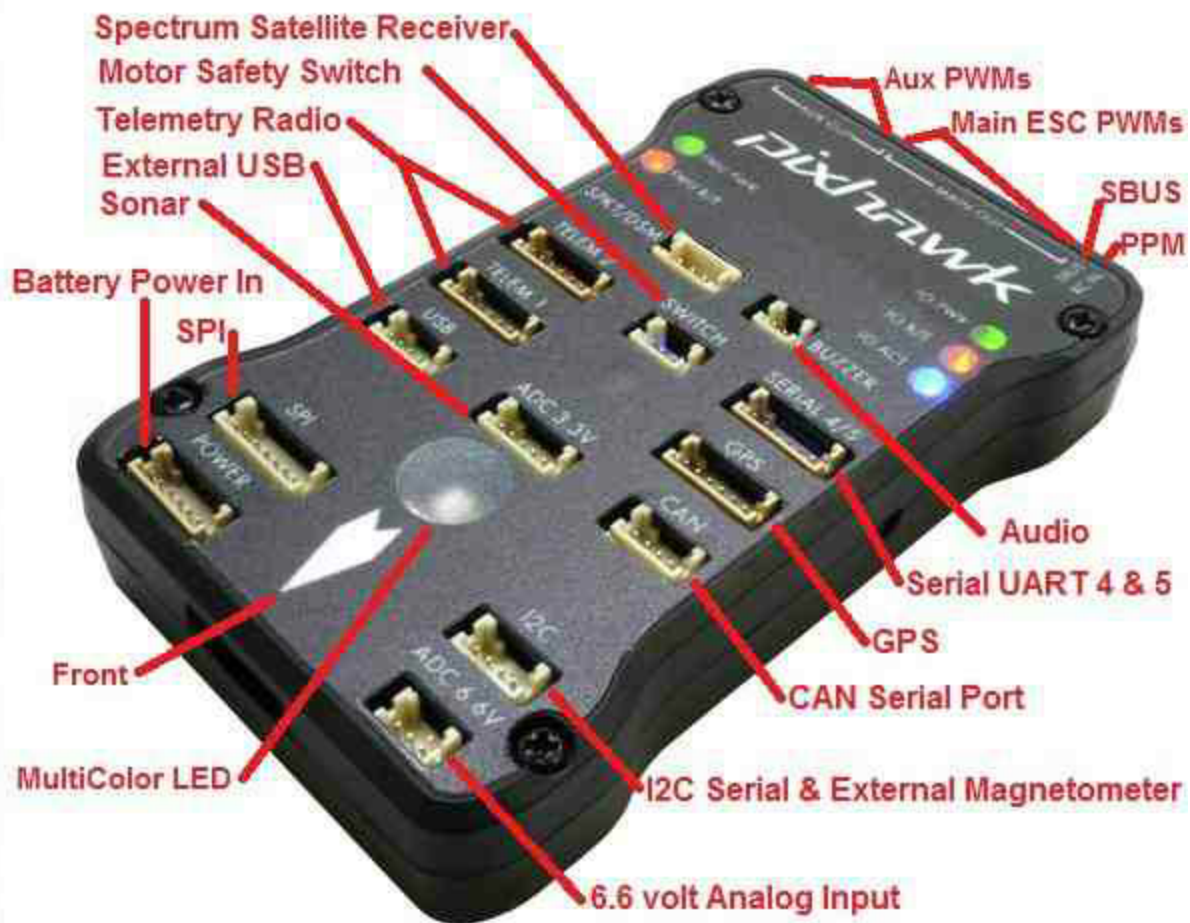 Spectrum Satellite Receiver
Motor Safety Switch
Telemetry Radio
External USB
Sonar
Battery Power In
SPI
Aux PWMs
Main ESC PWMs
SBUS
PPM
pixhawk
SPKT/DSM
TELEM
TELEM 1
USB
SWITCH
BUZZER
SPI
POWER
ADC 3.3V
SERIAL 4/5
GPS
CAN
I2C
ADC 6.6V
Audio
Serial UART 4 & 5
GPS
CAN Serial Port
Front
MultiColor LED
I2C Serial & External Magnetometer
6.6 volt Analog Input